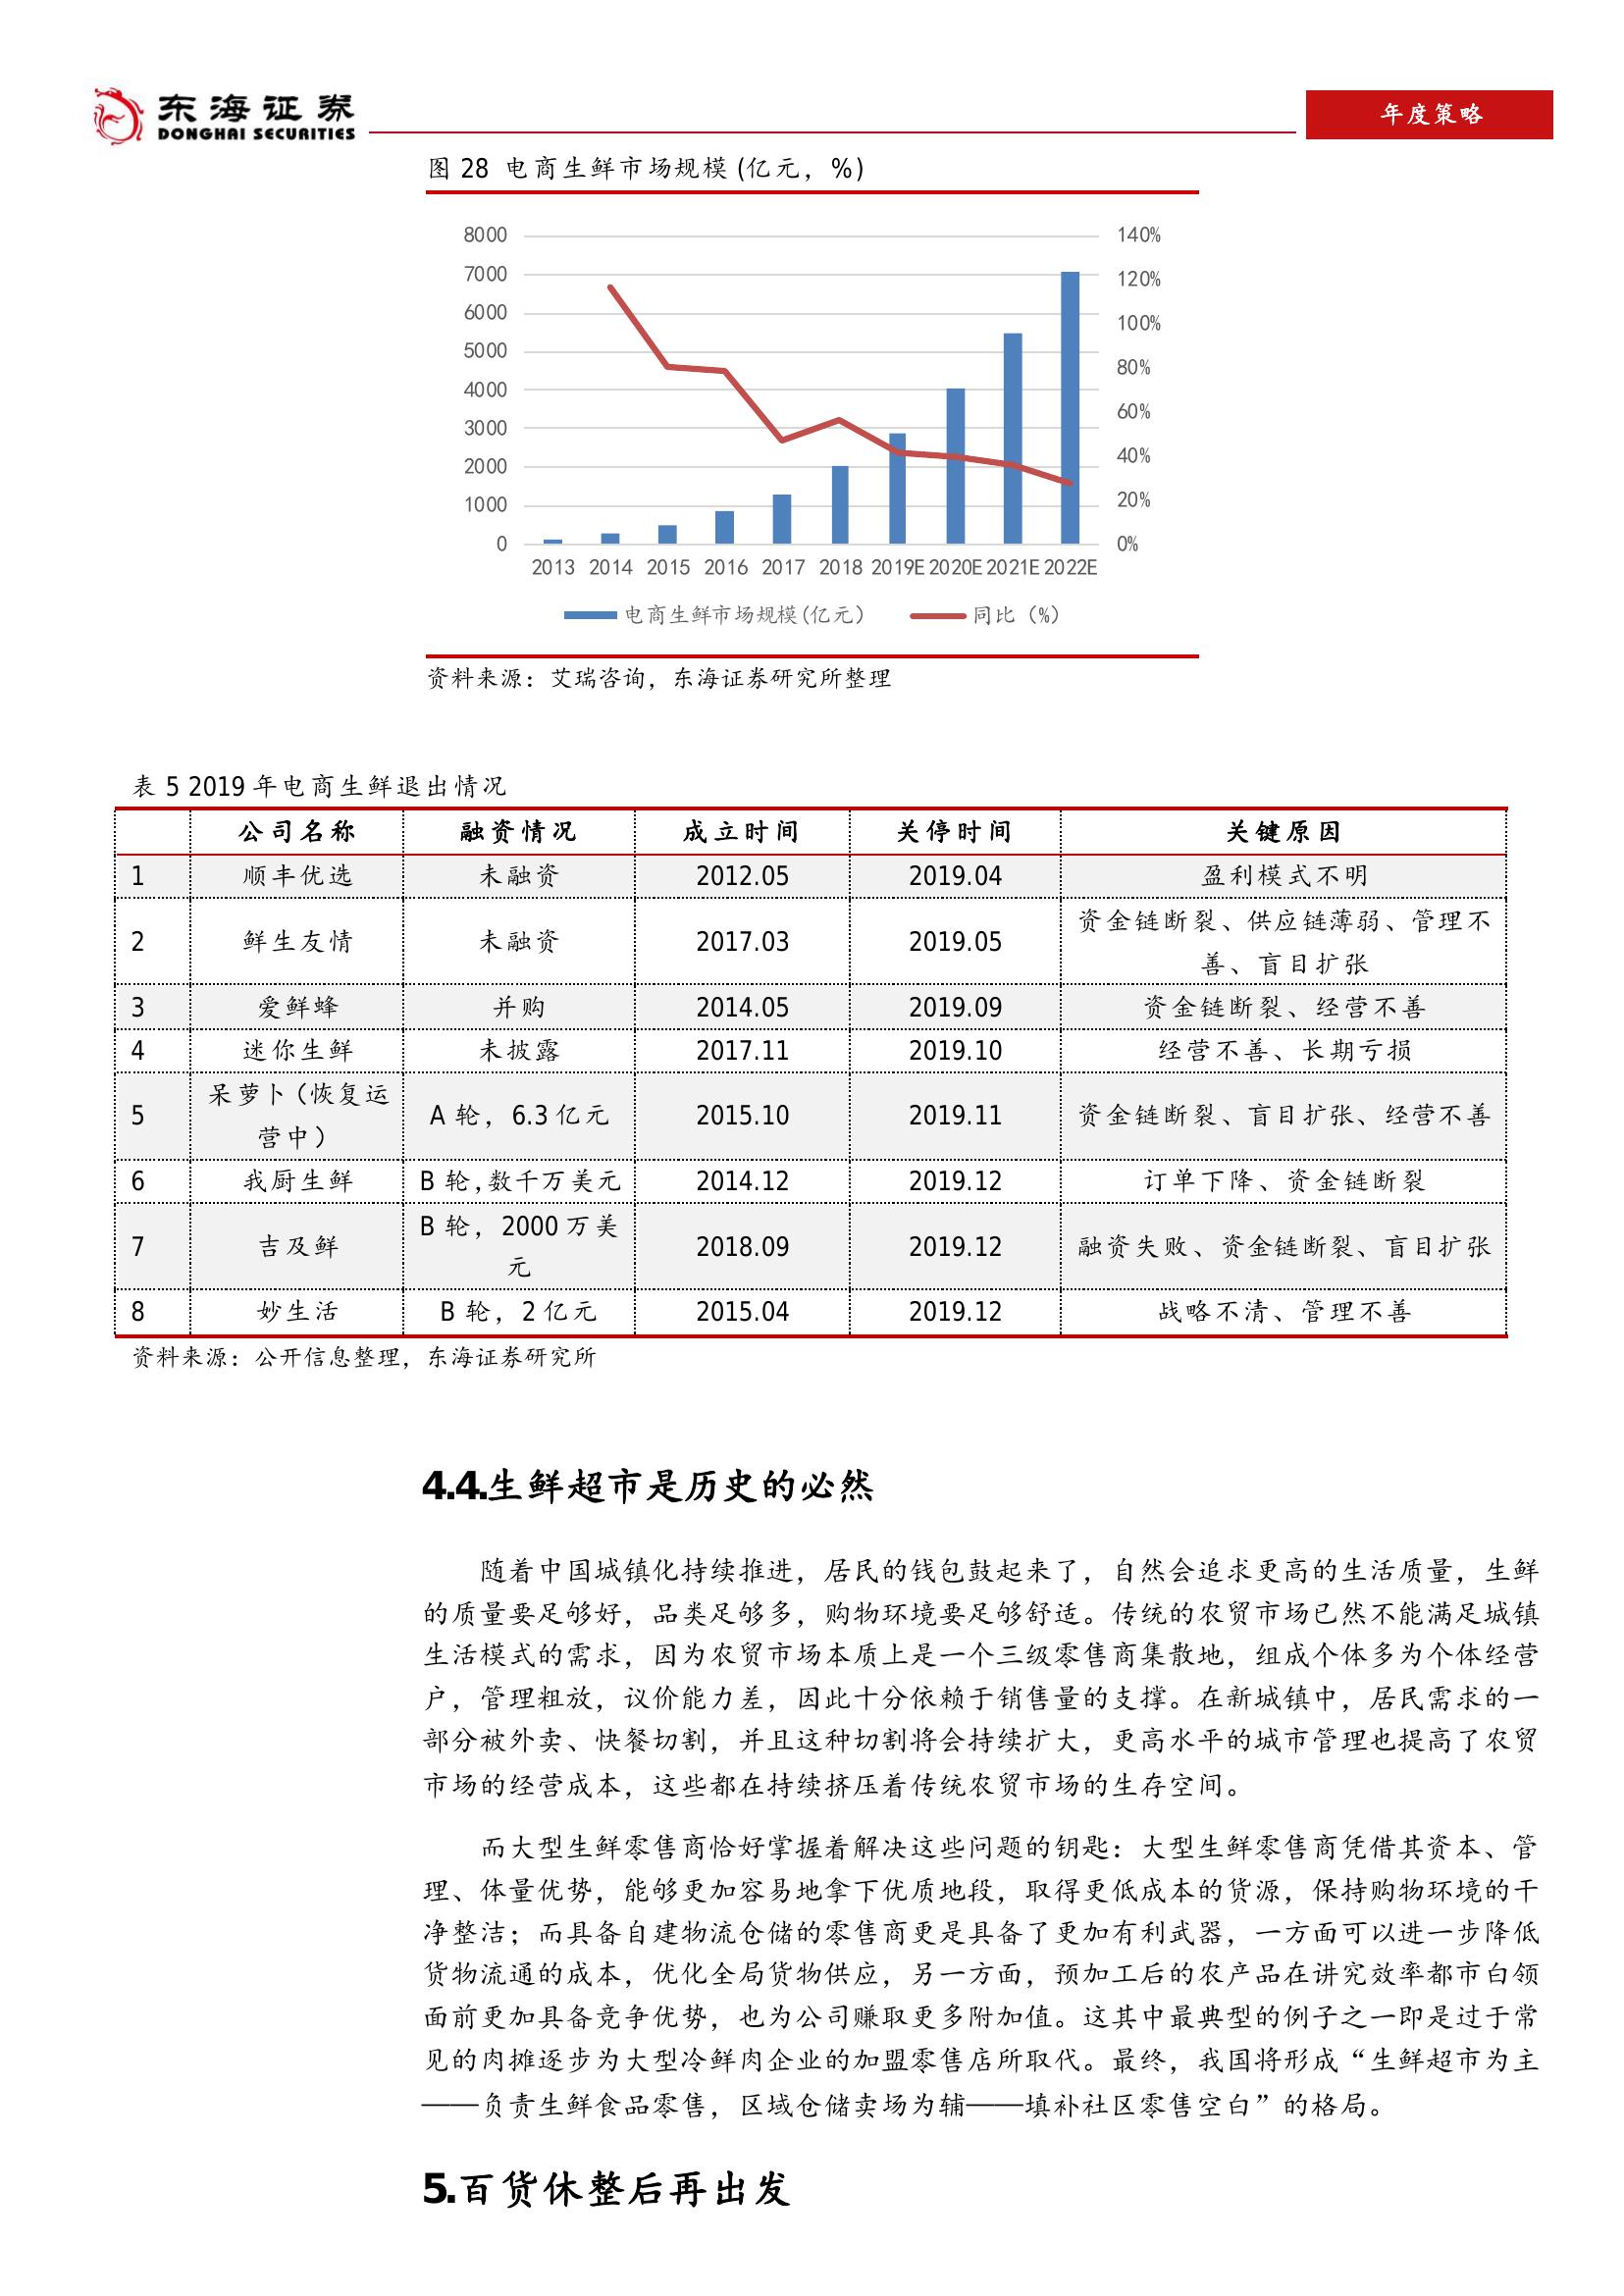 东海证券
DONGHAI SECURITIES
年度策略
图 28 电商生鲜市场规模(亿元，%)
8000
7000
6000
5000
4000
3000
2000
1000
0
140%
120%
100%
80%
60%
40%
20%
0%
2013 2014 2015 2016 2017 2018 2019E 2020E 2021E 2022E
电商生鲜市场规模(亿元) 同比（%）
资料来源：艾瑞咨询，东海证券研究所整理
表 5 2019 年电商生鲜退出情况
公司名称 融资情况 成立时间 关停时间 关键原因
1 顺丰优选 未融资 2012.05 2019.04 盈利模式不明
2 鲜生友情 未融资 2017.03 2019.05 资金链断裂、供应链薄弱、管理不
善、盲目扩张
3 爱鲜蜂 并购 2014.05 2019.09 资金链断裂、经营不善
4 迷你生鲜 未披露 2017.11 2019.10 经营不善、长期亏损
5 呆萝卜（恢复运
营中） A 轮，6.3 亿元 2015.10 2019.11 资金链断裂、盲目扩张、经营不善
6 我厨生鲜 B 轮,数千万美元 2014.12 2019.12 订单下降、资金链断裂
7 吉及鲜 B 轮，2000 万美
元 2018.09 2019.12 融资失败、资金链断裂、盲目扩张
8 妙生活 B 轮，2 亿元 2015.04 2019.12 战略不清、管理不善
资料来源：公开信息整理，东海证券研究所
4.4.生鲜超市是历史的必然
随着中国城镇化持续推进，居民的钱包鼓起来了，自然会追求更高的生活质量，生鲜
的质量要足够好，品类足够多，购物环境要足够舒适。传统的农贸市场已然不能满足城镇
生活模式的需求，因为农贸市场本质上是一个三级零售商集散地，组成个体多为个体经营
户，管理粗放，议价能力差，因此十分依赖于销售量的支撑。在新城镇中，居民需求的一
部分被外卖、快餐切割，并且这种切割将会持续扩大，更高水平的城市管理也提高了农贸
市场的经营成本，这些都在持续挤压着传统农贸市场的生存空间。
而大型生鲜零售商恰好掌握着解决这些问题的钥匙：大型生鲜零售商凭借其资本、管
理、体量优势，能够更加容易地拿下优质地段，取得更低成本的货源，保持购物环境的干
净整洁；而具备自建物流仓储的零售商更是具备了更加有利武器，一方面可以进一步降低
货物流通的成本，优化全局货物供应，另一方面，预加工后的农产品在讲究效率都市白领
面前更加具备竞争优势，也为公司赚取更多附加值。这其中最典型的例子之一即是过于常
见的肉摊逐步为大型冷鲜肉企业的加盟零售店所取代。最终，我国将形成“生鲜超市为主
——负责生鲜食品零售，区域仓储卖场为辅——填补社区零售空白”的格局。
5.百货休整后再出发